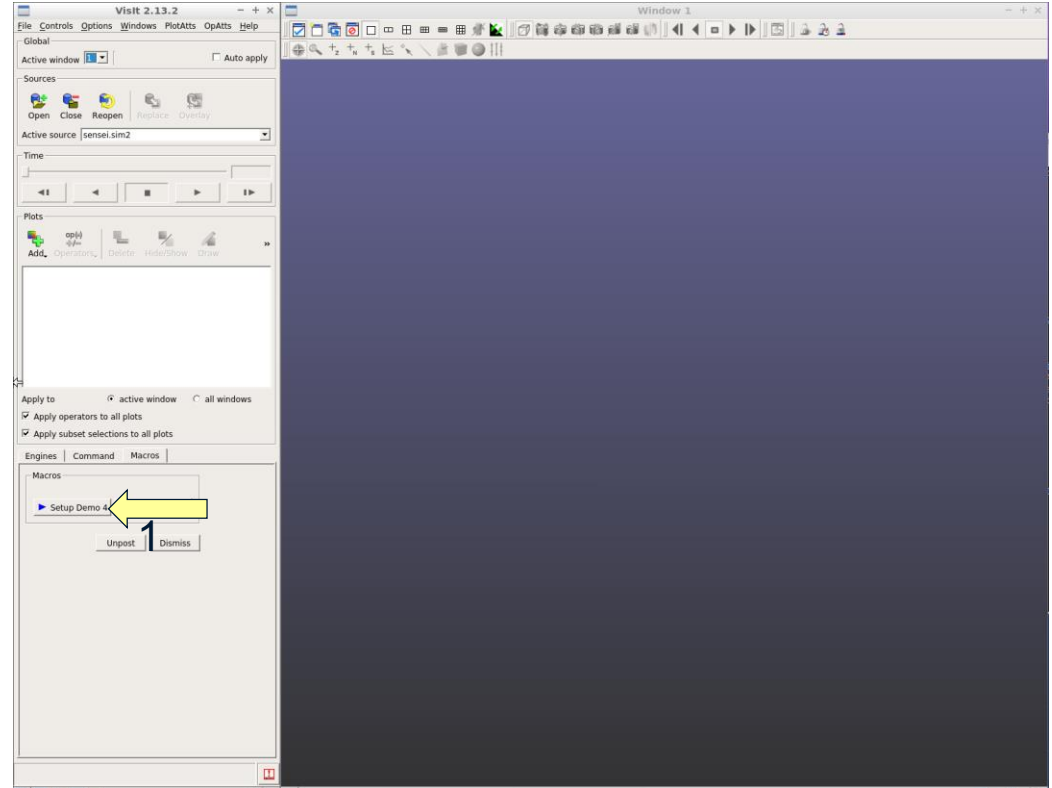 VisIt 2.13.2
Window 1
File Controls Options Windows PlotAtts OpAtts Help
Global
Active window 1
Auto apply
Sources
Open Close Reopen Replace Overlay
Active source sensei.sim2
Time
Plots
Add Operators Delete Hide/Show Draw
Apply to active window all windows
Apply operators to all plots
Apply subset selections to all plots
Engines Command Macros
Macros
Setup Demo 4
1
Unpost Dismiss